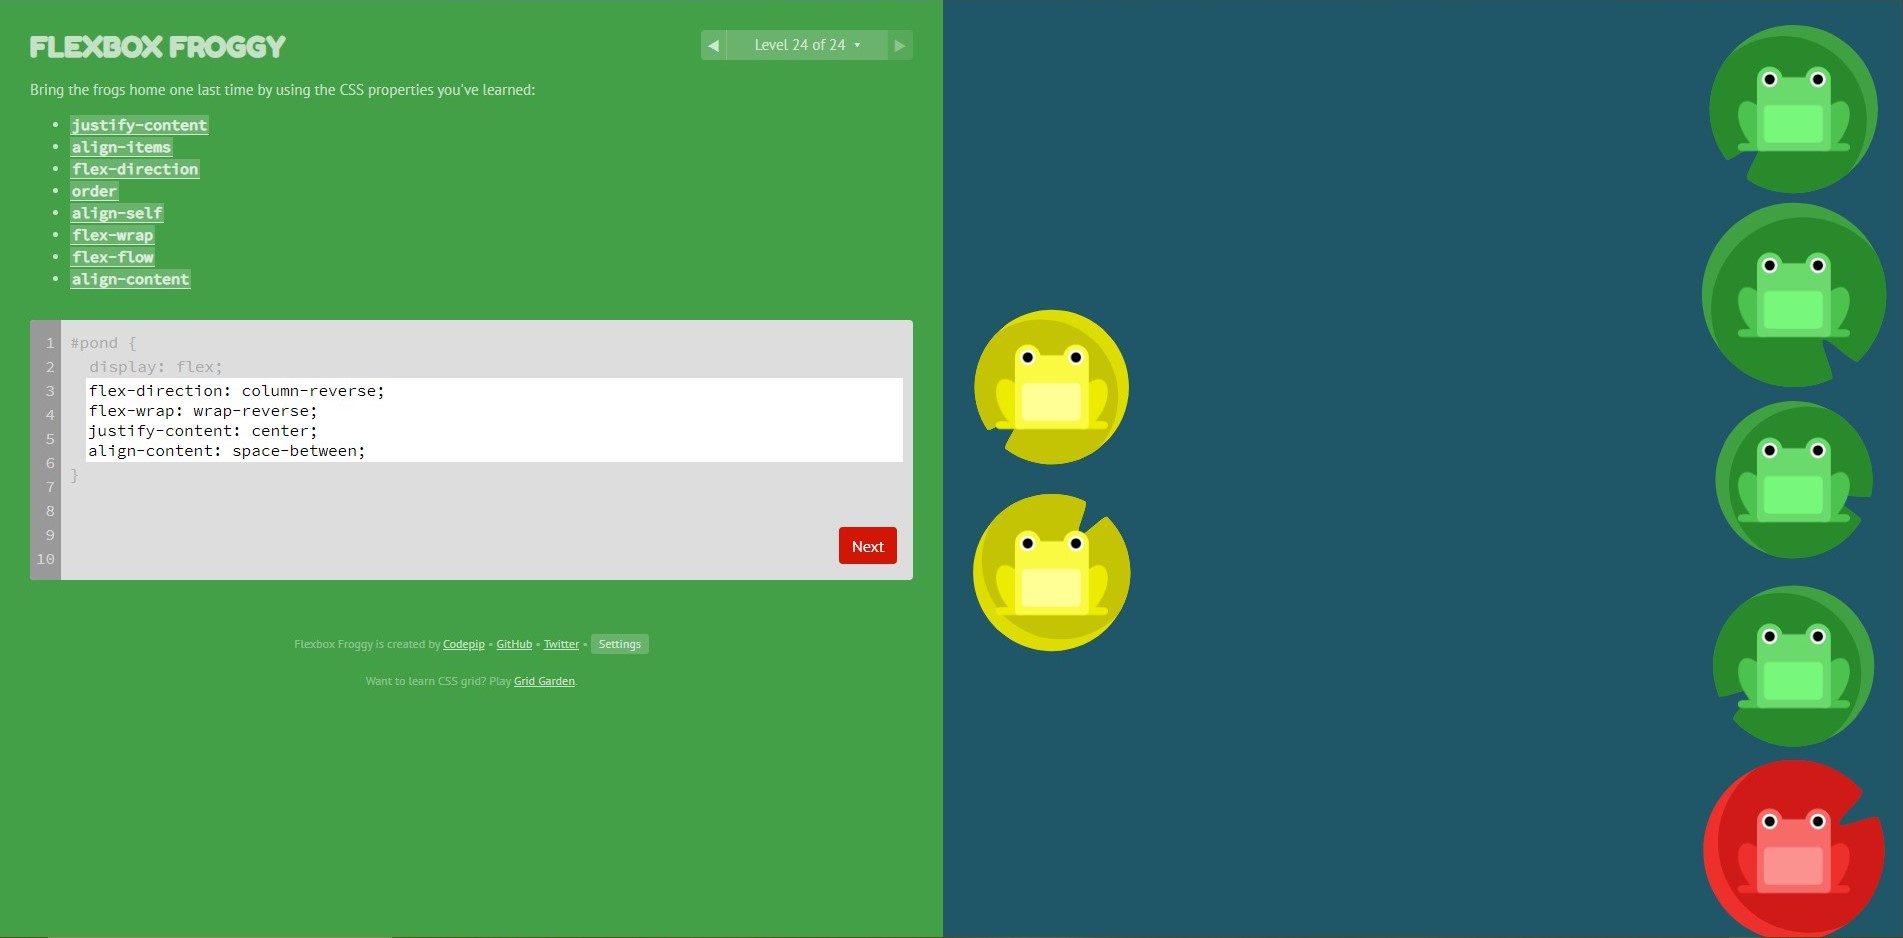 FLEXBOX FROGGY
◀ Level 24 of 24 ▾ ▶
Bring the frogs home one last time by using the CSS properties you've learned:
• justify-content
• align-items
• flex-direction
• order
• align-self
• flex-wrap
• flex-flow
• align-content
1 #pond {
2 display: flex;
3 flex-direction: column-reverse;
4 flex-wrap: wrap-reverse;
5 justify-content: center;
6 align-content: space-between;
7 }
8
9
10
Next
Flexbox Froggy is created by Codepip • GitHub • Twitter • Settings
Want to learn CSS grid? Play Grid Garden.